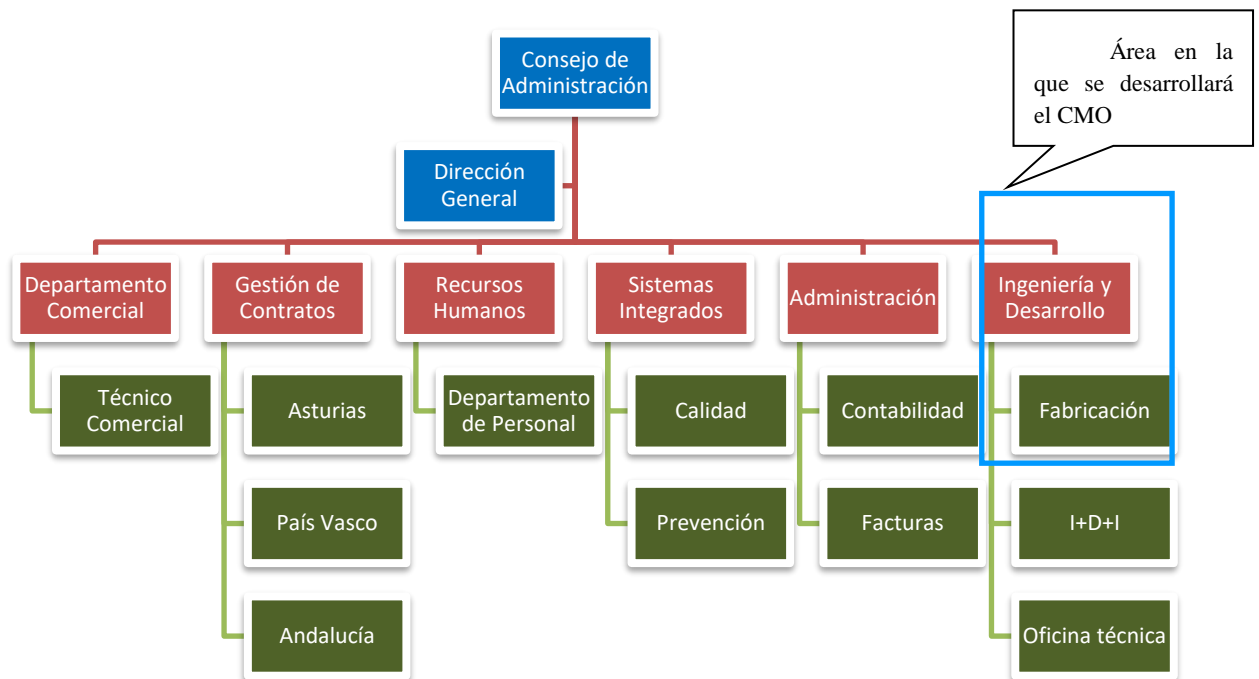 Consejo de
Administración
Área en la
que se desarrollará
el CMO
Dirección
General
Departamento
Comercial
Gestión de
Contratos
Recursos
Humanos
Sistemas
Integrados
Administración
Ingeniería y
Desarrollo
Técnico
Comercial
Asturias
Departamento
de Personal
Calidad
Contabilidad
Fabricación
País Vasco
Prevención
Facturas
I+D+I
Andalucía
Oficina técnica